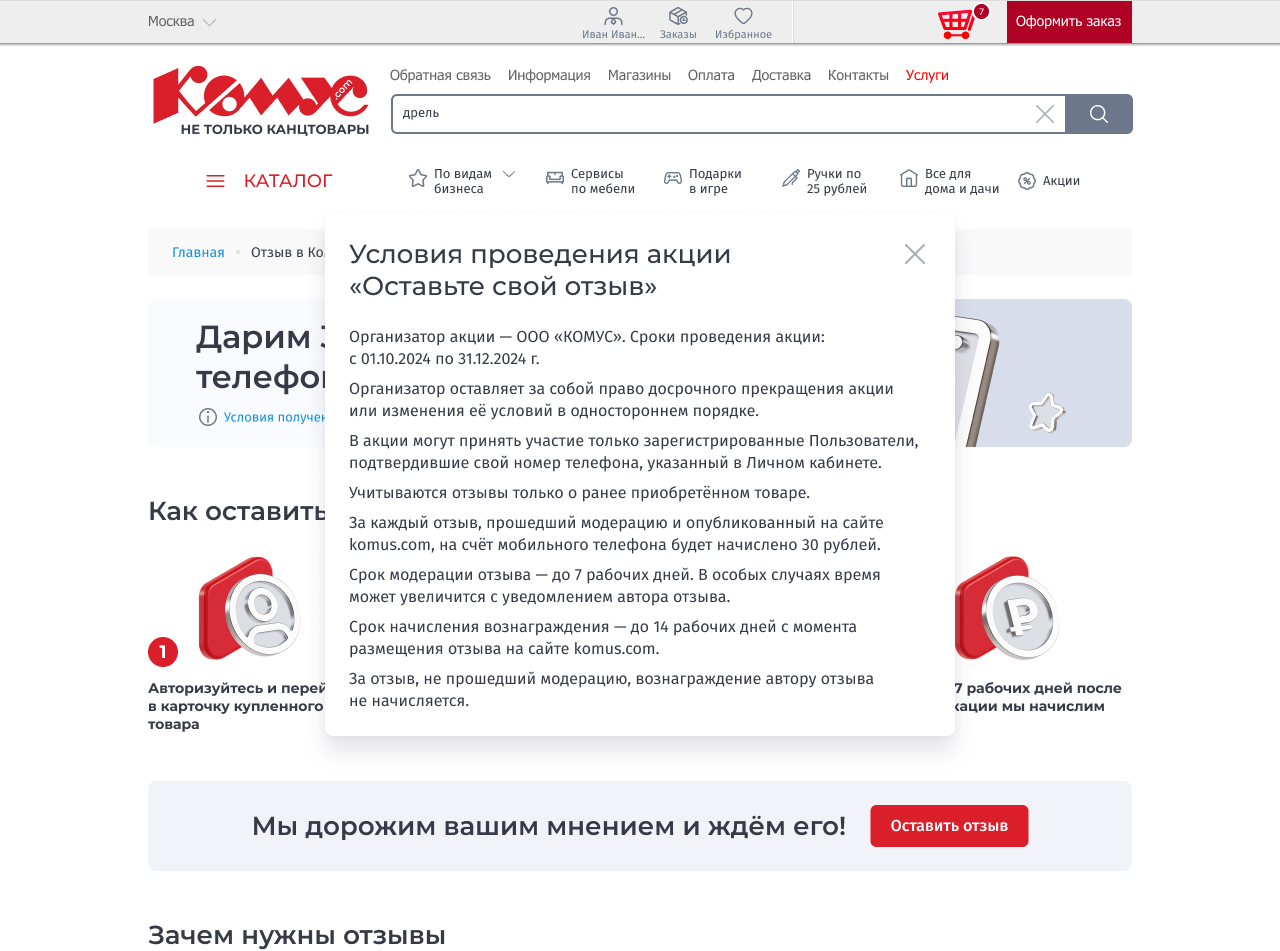 Москва
Иван Иван...
Заказы
Избранное
7
Оформить заказ
Комус.com
НЕ ТОЛЬКО КАНЦТОВАРЫ
Обратная связь Информация Магазины Оплата Доставка Контакты Услуги
дрель
КАТАЛОГ
По видам
бизнеса
Сервисы
по мебели
Подарки
в игре
Ручки по
25 рублей
Все для
дома и дачи
Акции
Главная
Отзыв в
Дарим
телефо
Условия
Условия проведения акции
«Оставьте свой отзыв»
Организатор акции — ООО «КОМУС». Сроки проведения акции:
с 01.10.2024 по 31.12.2024 г.
Организатор оставляет за собой право досрочного прекращения акции
или изменения её условий в одностороннем порядке.
В акции могут принять участие только зарегистрированные Пользователи,
подтвердившие свой номер телефона, указанный в Личном кабинете.
Учитываются отзывы только о ранее приобретённом товаре.
За каждый отзыв, прошедший модерацию и опубликованный на сайте
komus.com, на счёт мобильного телефона будет начислено 30 рублей.
Срок модерации отзыва — до 7 рабочих дней. В особых случаях время
может увеличится с уведомлением автора отзыва.
Срок начисления вознаграждения — до 14 рабочих дней с момента
размещения отзыва на сайте komus.com.
За отзыв, не прошедший модерацию, вознаграждение автору отзыва
не начисляется.
Как оставить
1
Авторизуйтесь и перей
в карточку купленного
товара
7 рабочих дней после
кации мы начислим
Мы дорожим вашим мнением и ждём его!
Оставить отзыв
Зачем нужны отзывы